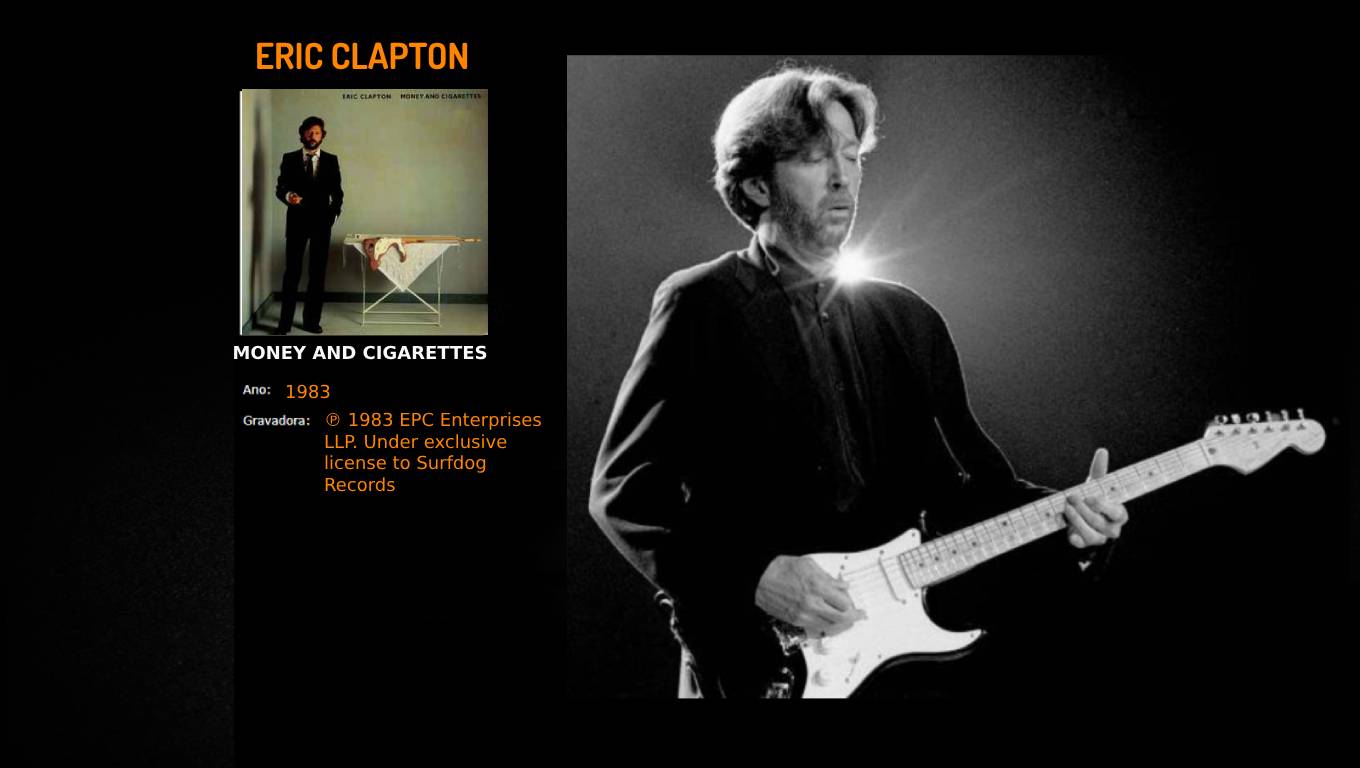 ERIC CLAPTON
ERIC CLAPTON MONEY AND CIGARETTES
MONEY AND CIGARETTES
Ano: 1983
Gravadora: ℗ 1983 EPC Enterprises
LLP. Under exclusive
license to Surfdog
Records